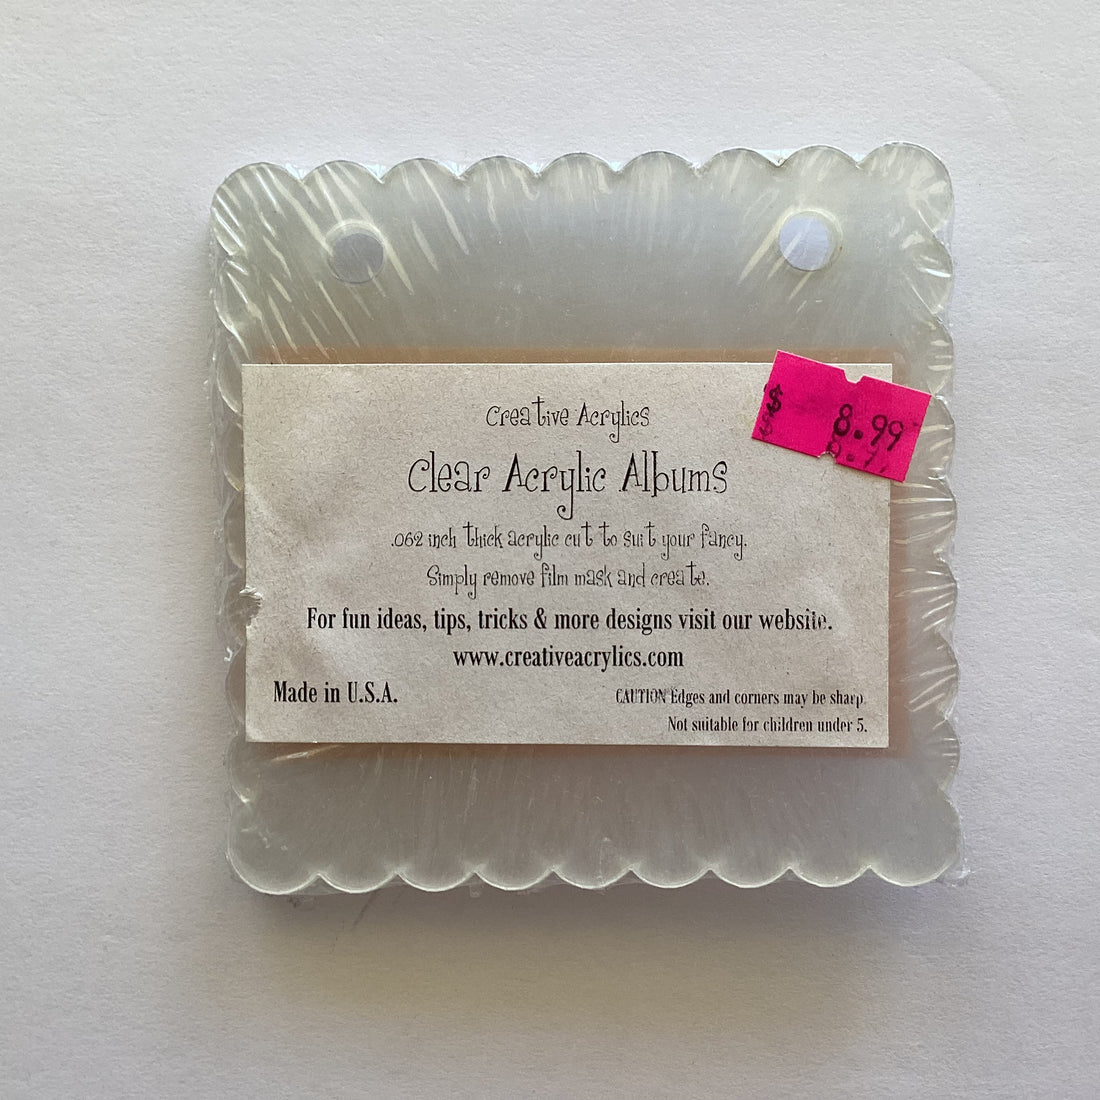 Creative Acrylics
Clear Acrylic Albums
$ 8.99
.062 inch thick acrylic cut to suit your fancy.
Simply remove film mask and create.
For fun ideas, tips, tricks & more designs visit our website.
www.creativeacrylics.com
Made in U.S.A.
CAUTION Edges and corners may be sharp.
Not suitable for children under 5.